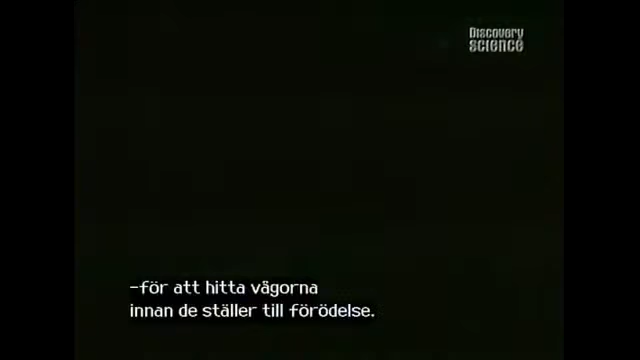 Discovery
SCIENCE
-för att hitta vågorna
innan de ställer till förödelse.